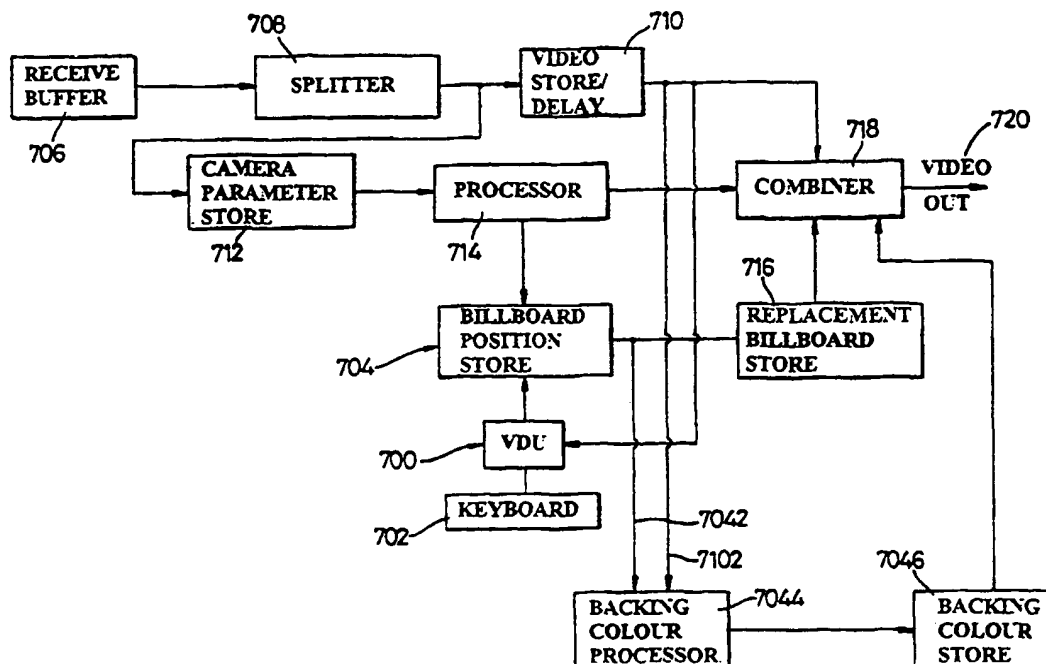 708
710
RECEIVE
BUFFER
706
SPLITTER
VIDEO
STORE/
DELAY
718
720
VIDEO
OUT
CAMERA
PARAMETER
STORE
712
PROCESSOR
714
COMBINER
716
BILLBOARD
POSITION
STORE
704
REPLACEMENT
BILLBOARD
STORE
700
VDU
702
KEYBOARD
7042
7102
7044
7046
BACKING
COLOUR
PROCESSOR
BACKING
COLOUR
STORE